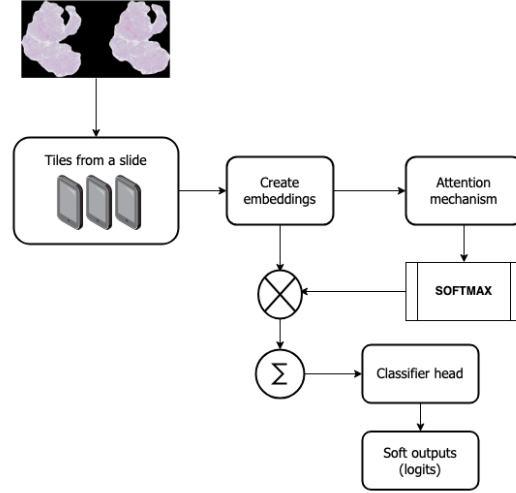 Tiles from a slide
Create
embeddings
Attention
mechanism
SOFTMAX
Σ
Classifier head
Soft outputs
(logits)